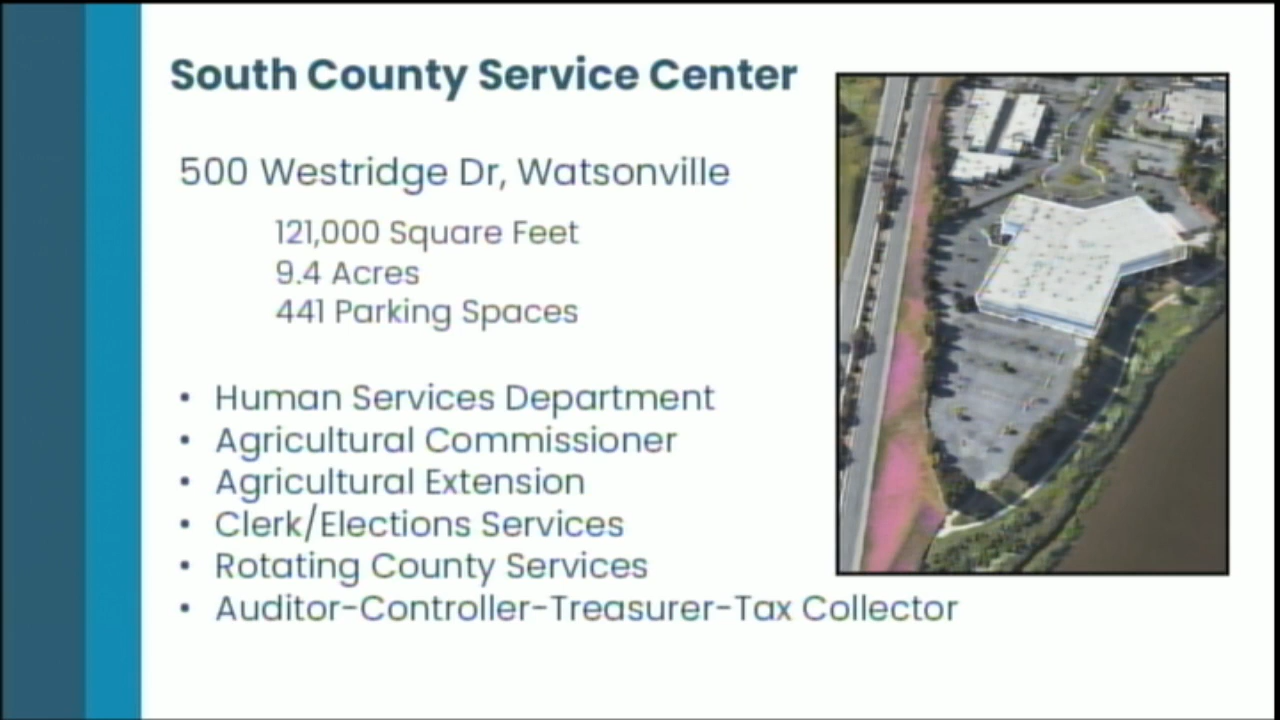 South County Service Center
500 Westridge Dr, Watsonville
121,000 Square Feet
9.4 Acres
441 Parking Spaces
• Human Services Department
• Agricultural Commissioner
• Agricultural Extension
• Clerk/Elections Services
• Rotating County Services
• Auditor-Controller-Treasurer-Tax Collector